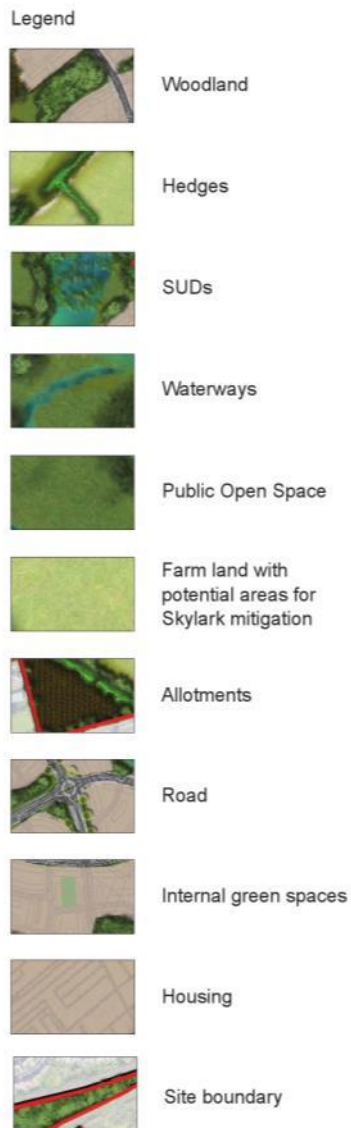 Legend
Woodland
Hedges
SUDs
Waterways
Public Open Space
Farm land with
potential areas for
Skylark mitigation
Allotments
Road
Internal green spaces
Housing
Site boundary